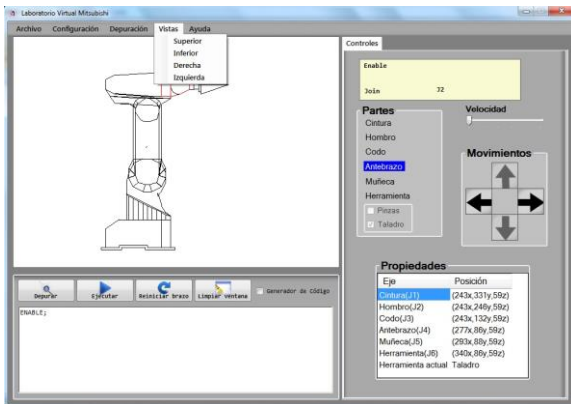 Laboratorio Virtual Mitsubishi
Archivo Configuración Depuración Vistas Ayuda
Superior
Inferior
Derecha
Izquierda
Controles
Enable
Join J2
Partes
Cintura
Hombro
Codo
Antebrazo
Muñeca
Herramienta
Pinzas
Taladro
Velocidad
Movimientos
Propiedades
Eje Posición
Cintura(J1) (243x,331y,59z)
Hombro(J2) (243x,246y,59z)
Codo(J3) (243x,132y,59z)
Antebrazo(J4) (277x,86y,59z)
Muñeca(J5) (293x,88y,59z)
Herramienta(J6) (340x,86y,59z)
Herramienta actual Taladro
Depurar Ejecutar Reiniciar brazo Limpiar ventana Generador de Código
ENABLE;